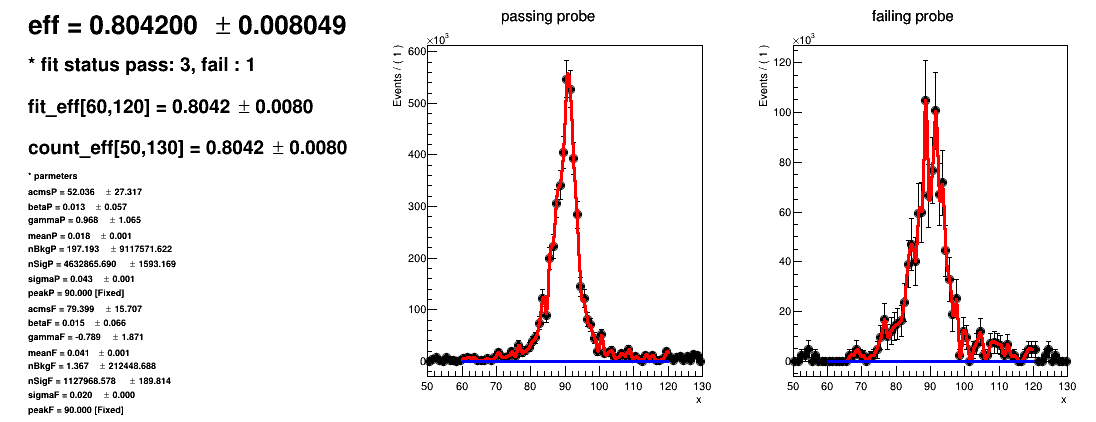 eff = 0.804200 ± 0.008049
* fit status pass: 3, fail : 1
fit_eff[60,120] = 0.8042 ± 0.0080
count_eff[50,130] = 0.8042 ± 0.0080
* parmeters
acmsP = 52.036 ± 27.317
betaP = 0.013 ± 0.057
gammaP = 0.968 ± 1.065
meanP = 0.018 ± 0.001
nBkgP = 197.193 ± 9117571.622
nSigP = 4632865.690 ± 1593.169
sigmaP = 0.043 ± 0.001
peakP = 90.000 [Fixed]
acmsF = 79.399 ± 15.707
betaF = 0.015 ± 0.066
gammaF = -0.789 ± 1.871
meanF = 0.041 ± 0.001
nBkgF = 1.367 ± 212448.688
nSigF = 1127968.578 ± 189.814
sigmaF = 0.020 ± 0.000
peakF = 90.000 [Fixed]
passing probe
×10³
Events / ( 1 )
600
500
400
300
200
100
0
50 60 70 80 90 100 110 120 130
x
failing probe
×10³
Events / ( 1 )
120
100
80
60
40
20
0
50 60 70 80 90 100 110 120 130
x